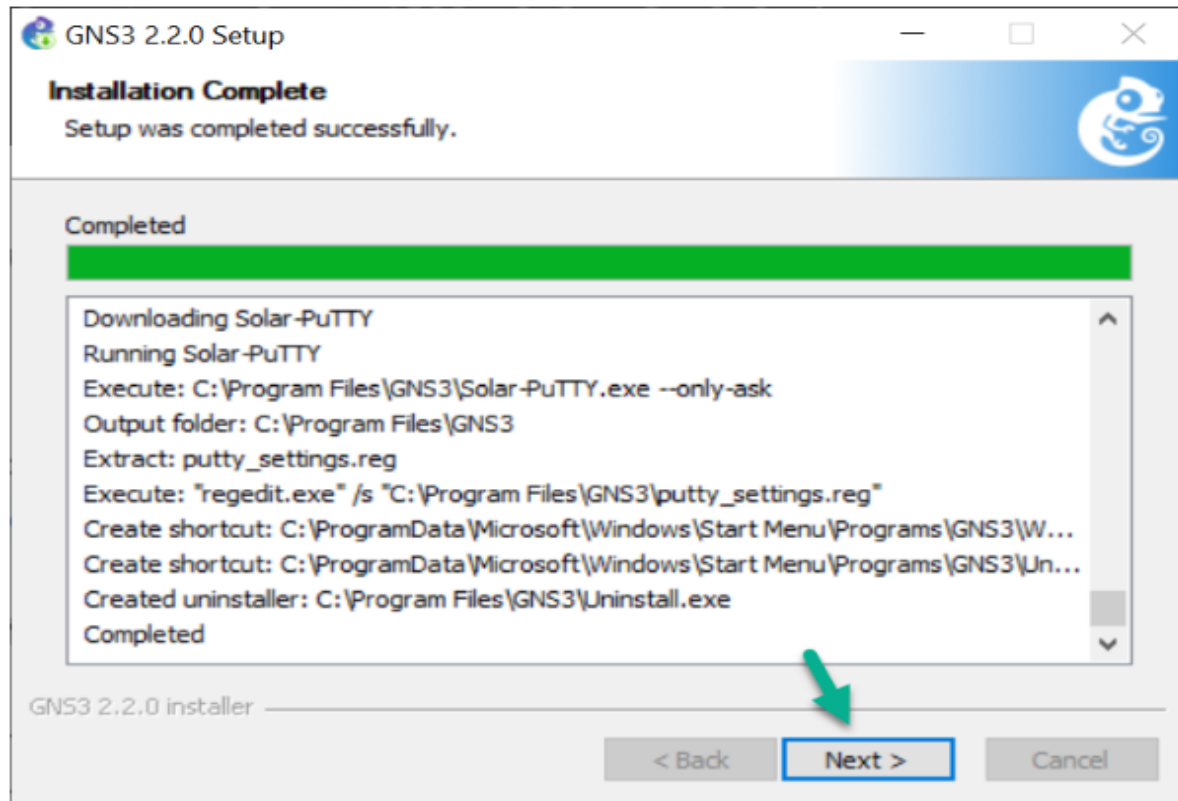 GNS3 2.2.0 Setup
Installation Complete
Setup was completed successfully.
Completed
Downloading Solar-PuTTY
Running Solar-PuTTY
Execute: C:\Program Files\GNS3\Solar-PuTTY.exe --only-ask
Output folder: C:\Program Files\GNS3
Extract: putty_settings.reg
Execute: "regedit.exe" /s "C:\Program Files\GNS3\putty_settings.reg"
Create shortcut: C:\ProgramData\Microsoft\Windows\Start Menu\Programs\GNS3\W...
Create shortcut: C:\ProgramData\Microsoft\Windows\Start Menu\Programs\GNS3\Un...
Created uninstaller: C:\Program Files\GNS3\Uninstall.exe
Completed
GNS3 2.2.0 installer
< Back Next > Cancel